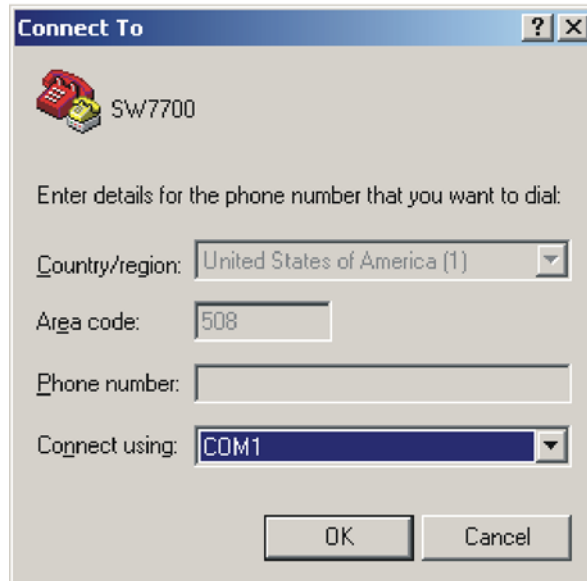 Connect To
SW7700
Enter details for the phone number that you want to dial:
Country/region: United States of America (1)
Area code: 508
Phone number:
Connect using: COM1
OK Cancel